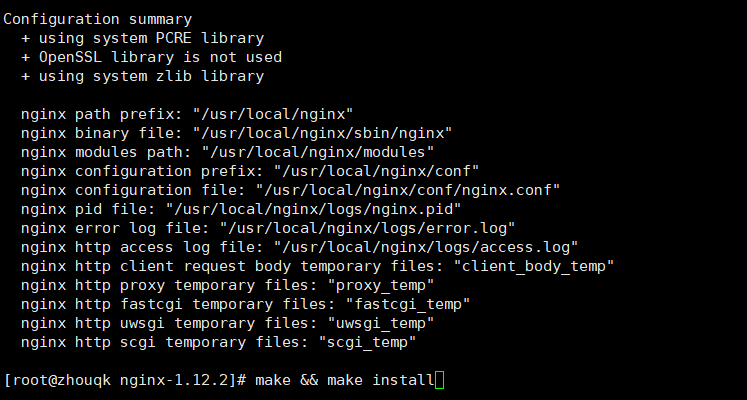 Configuration summary
  + using system PCRE library
  + OpenSSL library is not used
  + using system zlib library

  nginx path prefix: "/usr/local/nginx"
  nginx binary file: "/usr/local/nginx/sbin/nginx"
  nginx modules path: "/usr/local/nginx/modules"
  nginx configuration prefix: "/usr/local/nginx/conf"
  nginx configuration file: "/usr/local/nginx/conf/nginx.conf"
  nginx pid file: "/usr/local/nginx/logs/nginx.pid"
  nginx error log file: "/usr/local/nginx/logs/error.log"
  nginx http access log file: "/usr/local/nginx/logs/access.log"
  nginx http client request body temporary files: "client_body_temp"
  nginx http proxy temporary files: "proxy_temp"
  nginx http fastcgi temporary files: "fastcgi_temp"
  nginx http uwsgi temporary files: "uwsgi_temp"
  nginx http scgi temporary files: "scgi_temp"

[root@zhouqk nginx-1.12.2]# make && make install